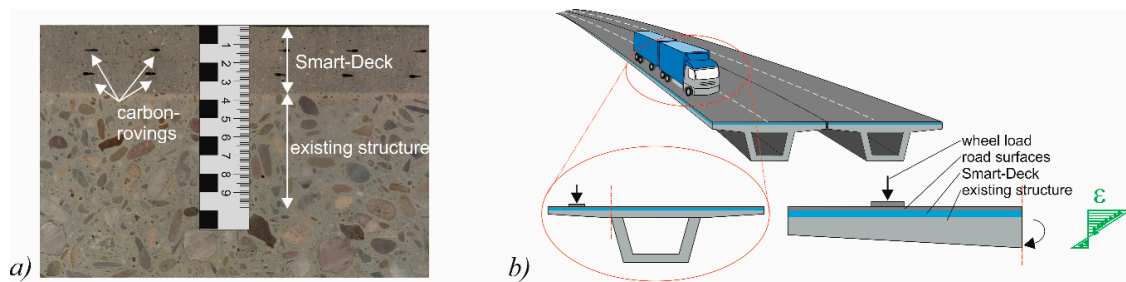 1
2
3
4
5
6
7
8
9
Smart-Deck
carbon-
rovings
existing structure
a)
wheel load
road surfaces
Smart-Deck
existing structure
ε
b)